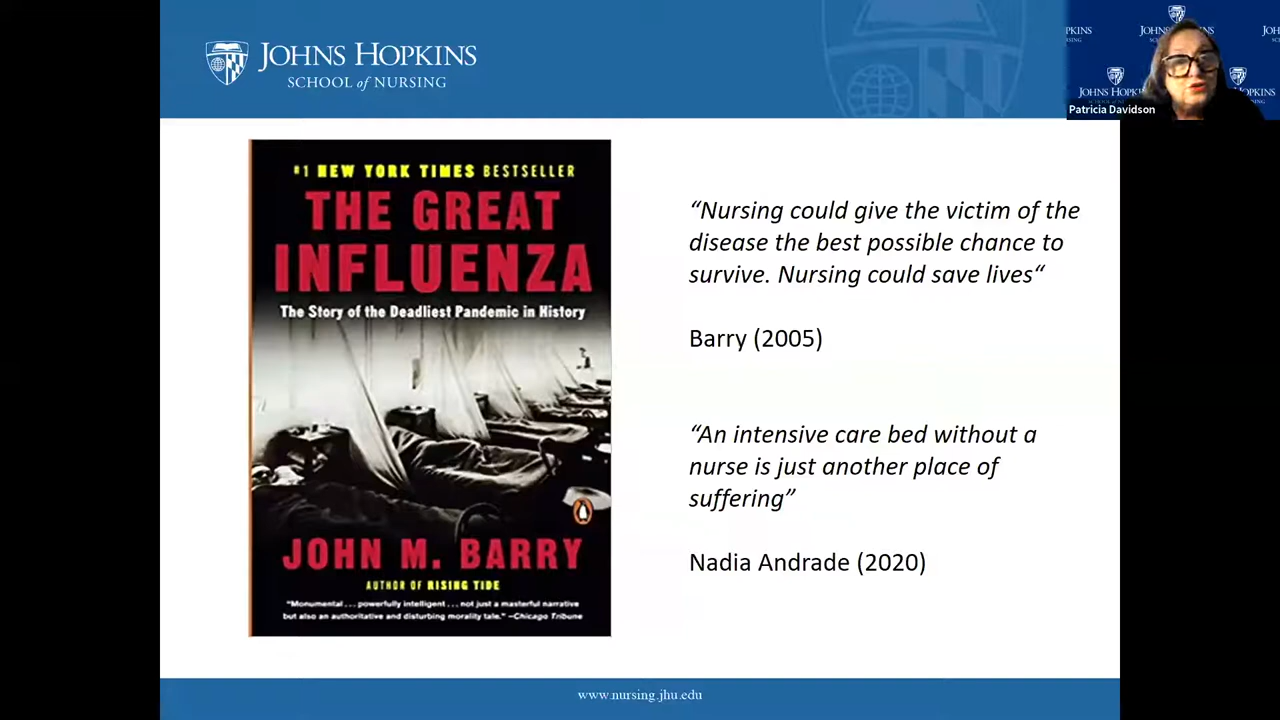 JOHNS HOPKINS
SCHOOL of NURSING
JOHNS HOPKINS
Patricia Davidson
#1 NEW YORK TIMES BESTSELLER
THE GREAT
INFLUENZA
The Story of the Deadliest Pandemic in History
JOHN M. BARRY
AUTHOR OF RISING TIDE
"Monumental . . . powerfully intelligent . . . not just a masterful narrative
but also an authoritative and disturbing morality tale." —Chicago Tribune
“Nursing could give the victim of the
disease the best possible chance to
survive. Nursing could save lives“
Barry (2005)
“An intensive care bed without a
nurse is just another place of
suffering”
Nadia Andrade (2020)
www.nursing.jhu.edu